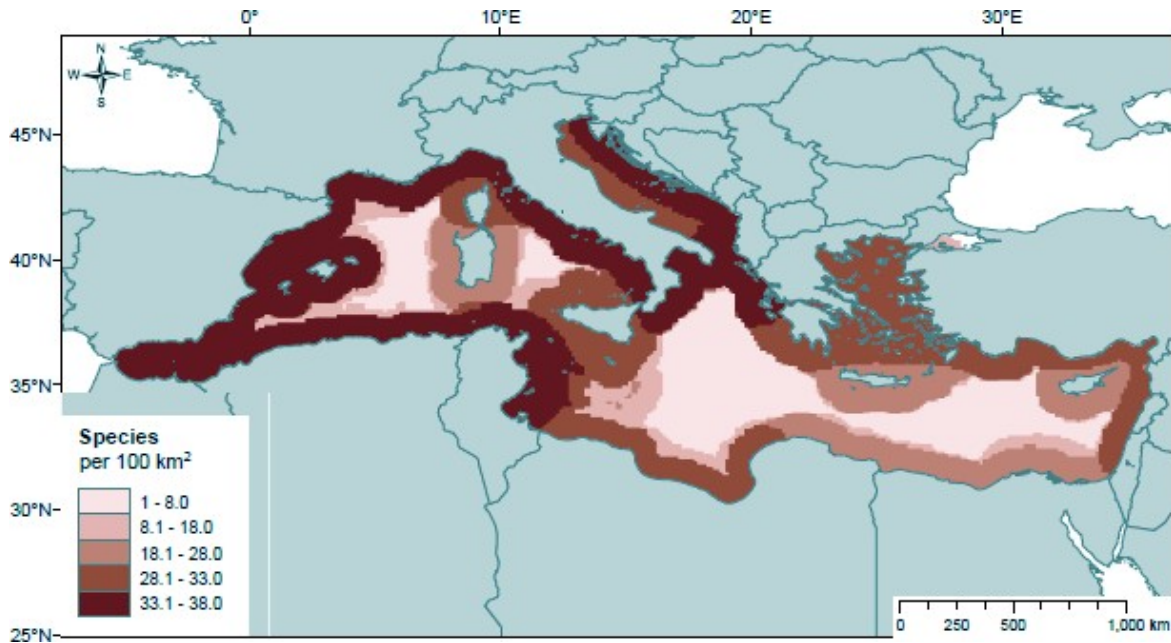 0° 10°E 20°E 30°E
N
W E
S
45°N
40°N
35°N
30°N
25°N
Species
per 100 km²
1 - 8.0
8.1 - 18.0
18.1 - 28.0
28.1 - 33.0
33.1 - 38.0
0 250 500 1,000 km